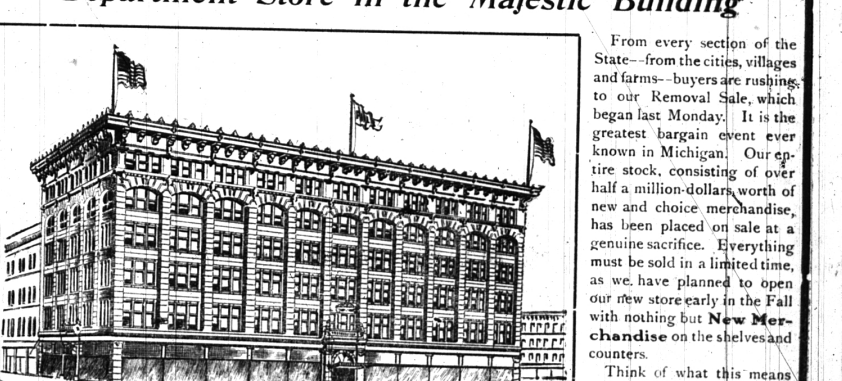 Department Store in the Majestic Building
From every section of the
State--from the cities, villages
and farms--buyers are rushing
to our Removal Sale, which
began last Monday. It is the
greatest bargain event ever
known in Michigan. Our en-
tire stock, consisting of over
half a million-dollars worth of
new and choice merchandise,
has been placed on sale at a
genuine sacrifice. Everything
must be sold in a limited time,
as we have planned to open
our new store early in the Fall
with nothing but New Mer-
chandise on the shelves and
counters.
Think of what this means